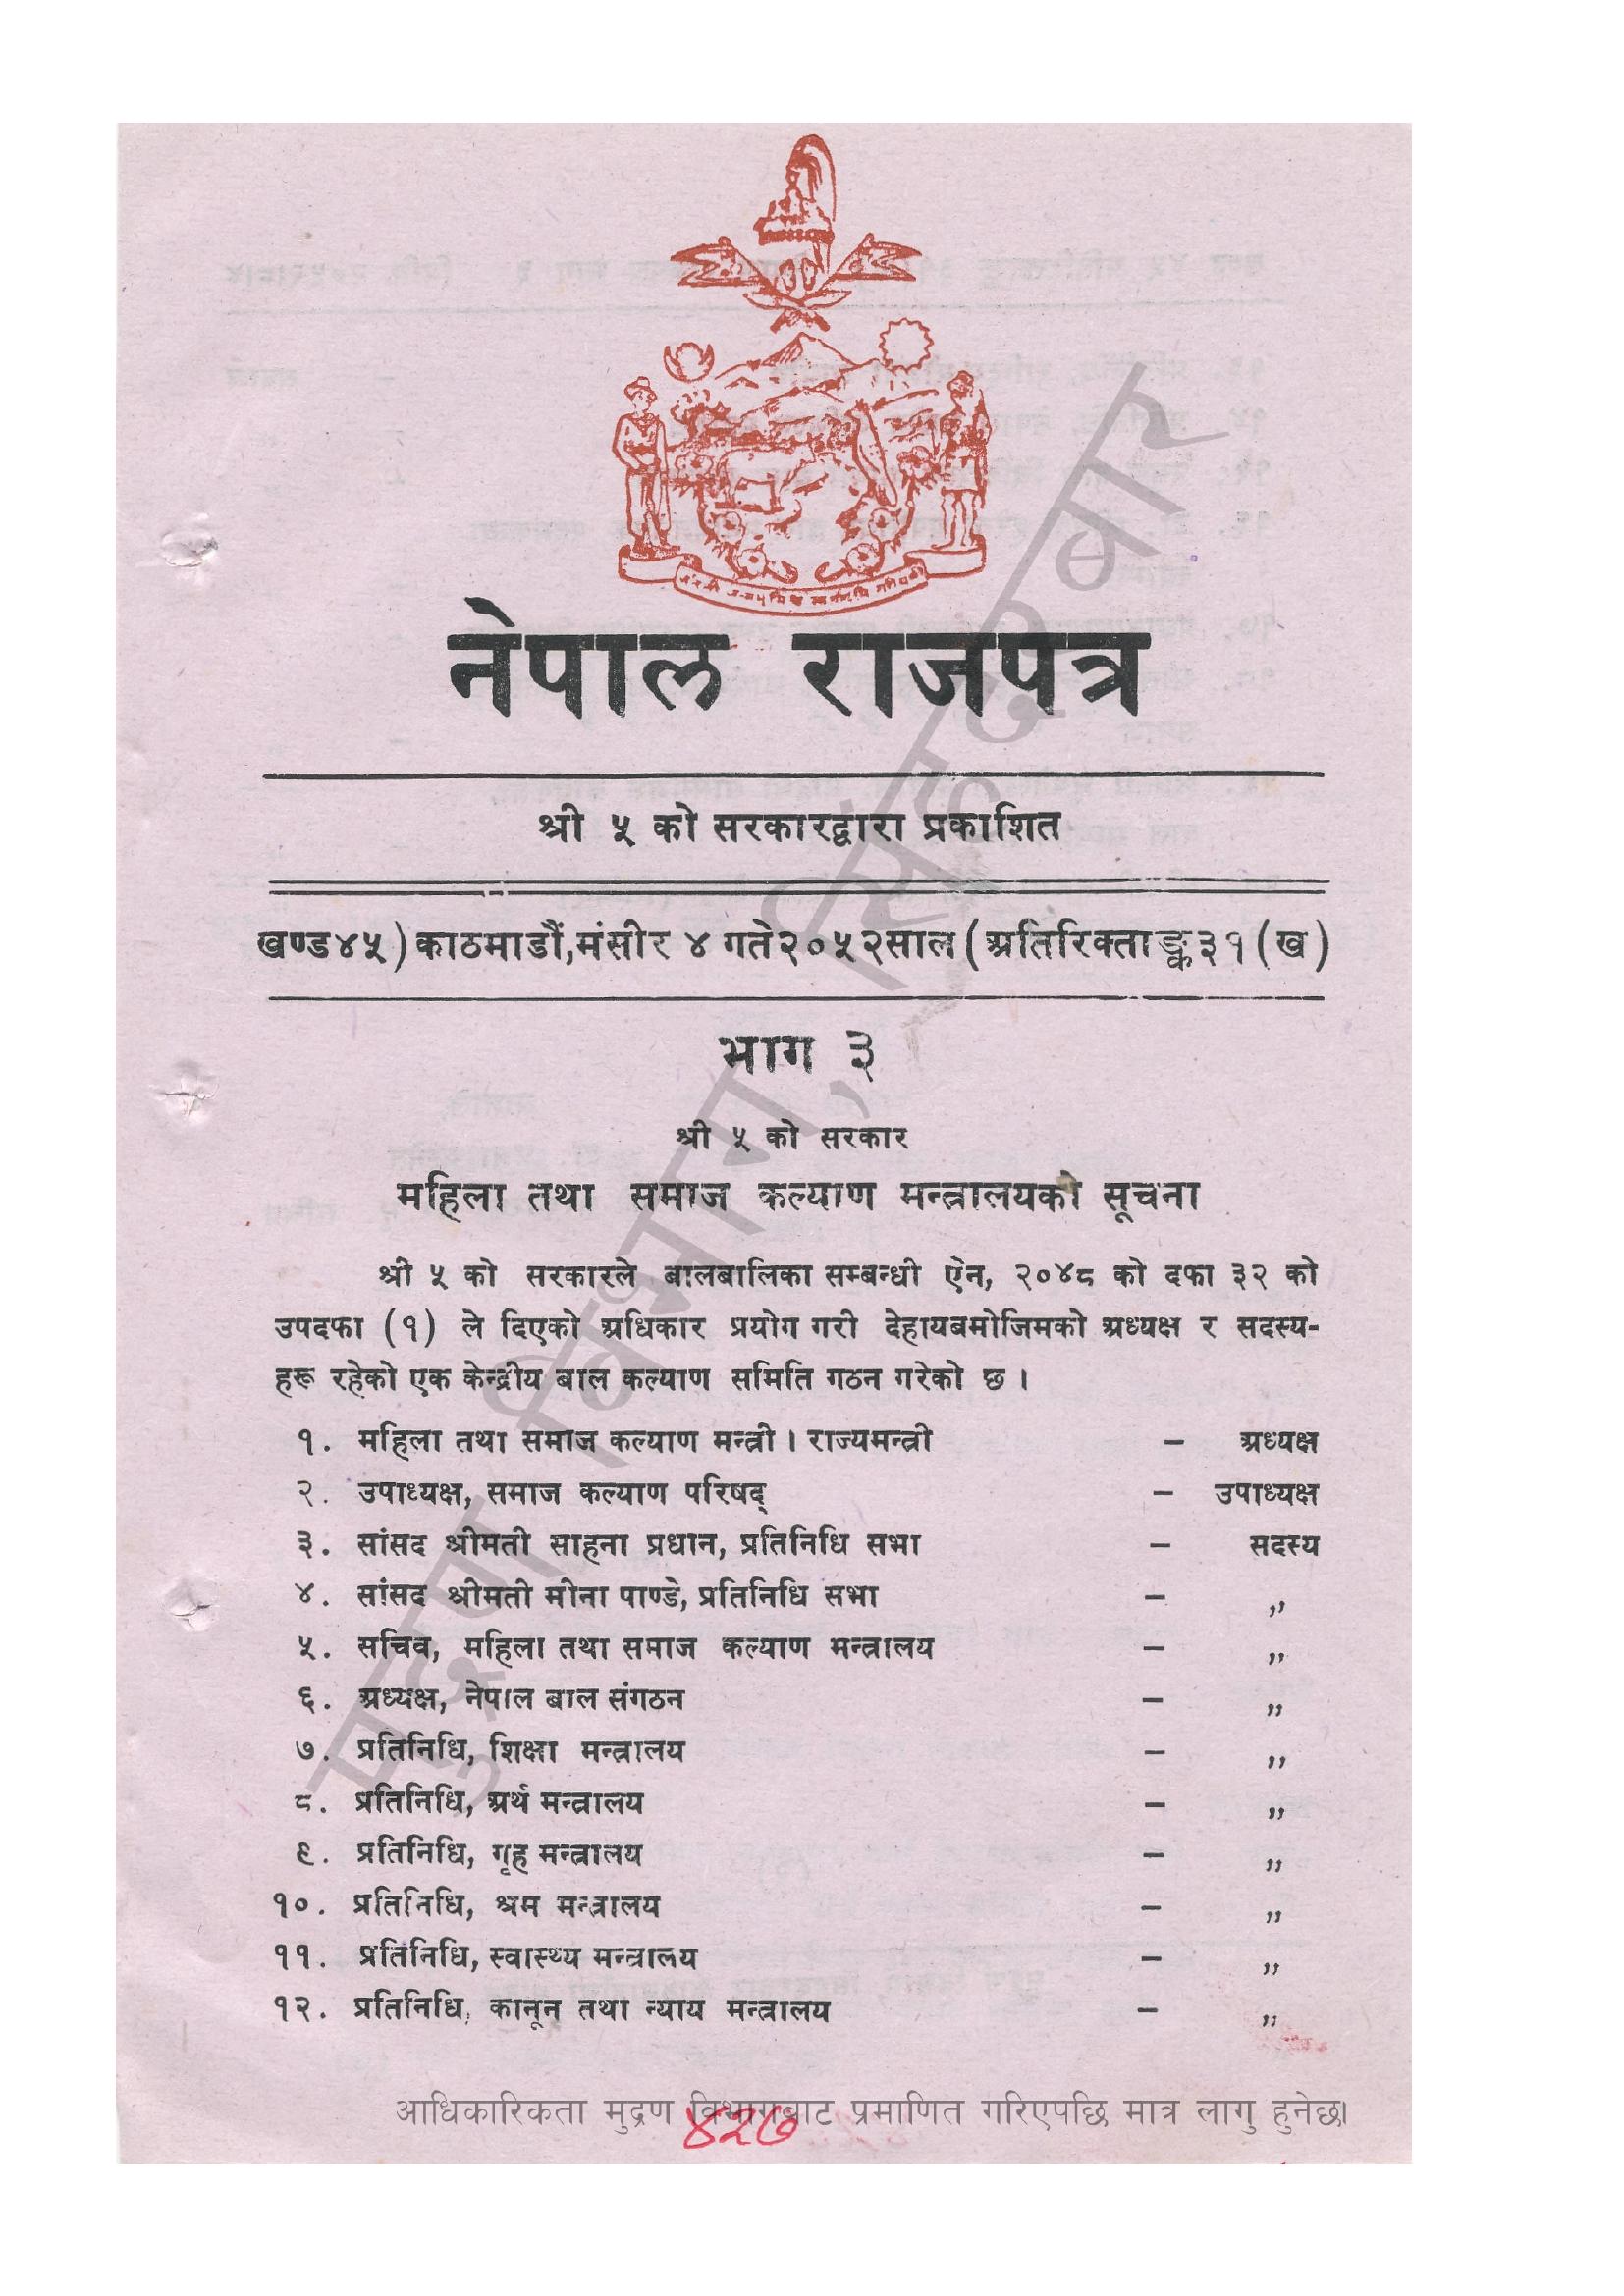 नेपाल राजपत्र
श्री ५ को सरकारद्वारा प्रकाशित
खण्ड४५) काठमाडौं,मंसीर ४ गते२०५२साल (अतिरिक्ताङ्क३१(ख)
भाग ३
श्री ५ को सरकार
महिला तथा समाज कल्याण मन्त्रालयको सूचना
श्री ५ को सरकारले बालबालिका सम्बन्धी ऐन, २०४८ को दफा ३२ को
उपदफा (१) ले दिएको अधिकार प्रयोग गरी देहायबमोजिमको अध्यक्ष र सदस्य-
हरू रहेको एक केन्द्रीय बाल कल्याण समिति गठन गरेको छ ।
१. महिला तथा समाज कल्याण मन्त्री । राज्यमन्त्री – अध्यक्ष
२. उपाध्यक्ष, समाज कल्याण परिषद् – उपाध्यक्ष
३. सांसद श्रीमती साहना प्रधान, प्रतिनिधि सभा – सदस्य
४. सांसद श्रीमती मीना पाण्डे, प्रतिनिधि सभा – ,,
५. सचिव, महिला तथा समाज कल्याण मन्त्रालय – ,,
६. अध्यक्ष, नेपाल बाल संगठन – ,,
७. प्रतिनिधि, शिक्षा मन्त्रालय – ,,
८. प्रतिनिधि, अर्थ मन्त्रालय – ,,
९. प्रतिनिधि, गृह मन्त्रालय – ,,
१०. प्रतिनिधि, श्रम मन्त्रालय – ,,
११. प्रतिनिधि, स्वास्थ्य मन्त्रालय – ,,
१२. प्रतिनिधि, कानून तथा न्याय मन्त्रालय – ,,
मुद्रण विभाग, सिंहदरबार
आधिकारिकता मुद्रण विभागबाट प्रमाणित गरिएपछि मात्र लागु हुनेछ।
४२७